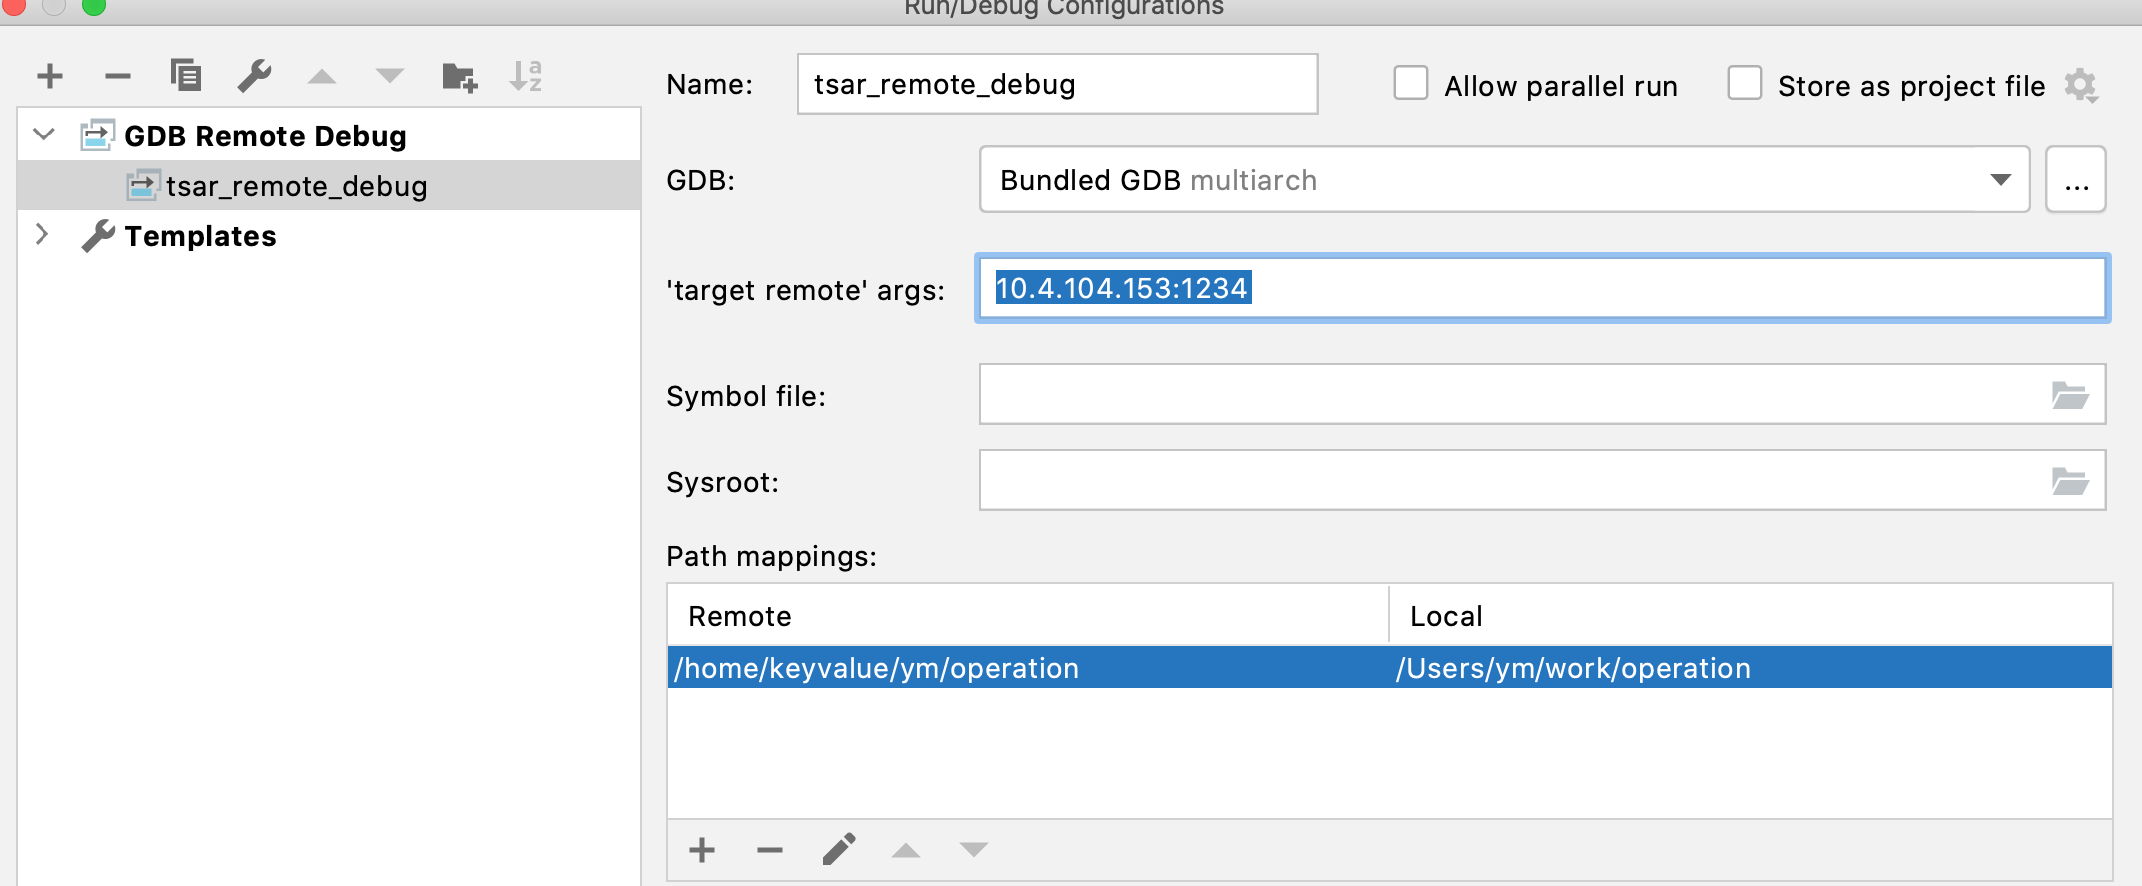 Run/Debug Configurations
Name: tsar_remote_debug Allow parallel run Store as project file
GDB Remote Debug
tsar_remote_debug
Templates
GDB: Bundled GDB multiarch ...
'target remote' args: 10.4.104.153:1234
Symbol file:
Sysroot:
Path mappings:
Remote Local
/home/keyvalue/ym/operation /Users/ym/work/operation